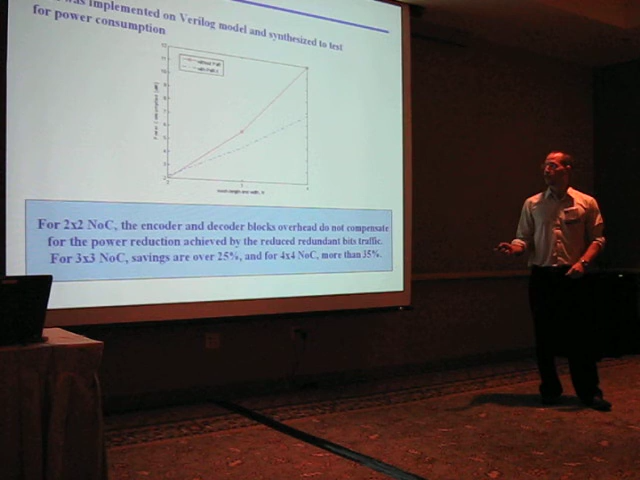 was implemented on Verilog model and synthesized to test
for power consumption
For 2x2 NoC, the encoder and decoder blocks overhead do not compensate
for the power reduction achieved by the reduced redundant bits traffic.
For 3x3 NoC, savings are over 25%, and for 4x4 NoC, more than 35%.